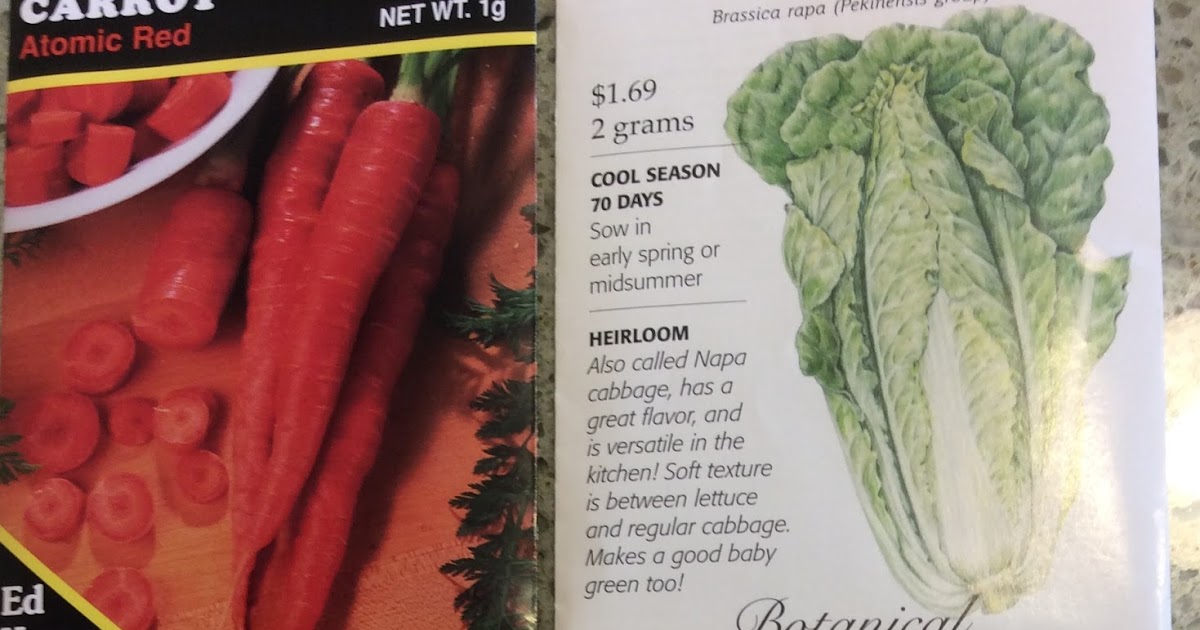 CARROT
Atomic Red
NET WT. 1g
Ed
Brassica rapa (Pekinensis group)
$1.69
2 grams
COOL SEASON
70 DAYS
Sow in
early spring or
midsummer
HEIRLOOM
Also called Napa
cabbage, has a
great flavor, and
is versatile in the
kitchen! Soft texture
is between lettuce
and regular cabbage.
Makes a good baby
green too!
Botanical